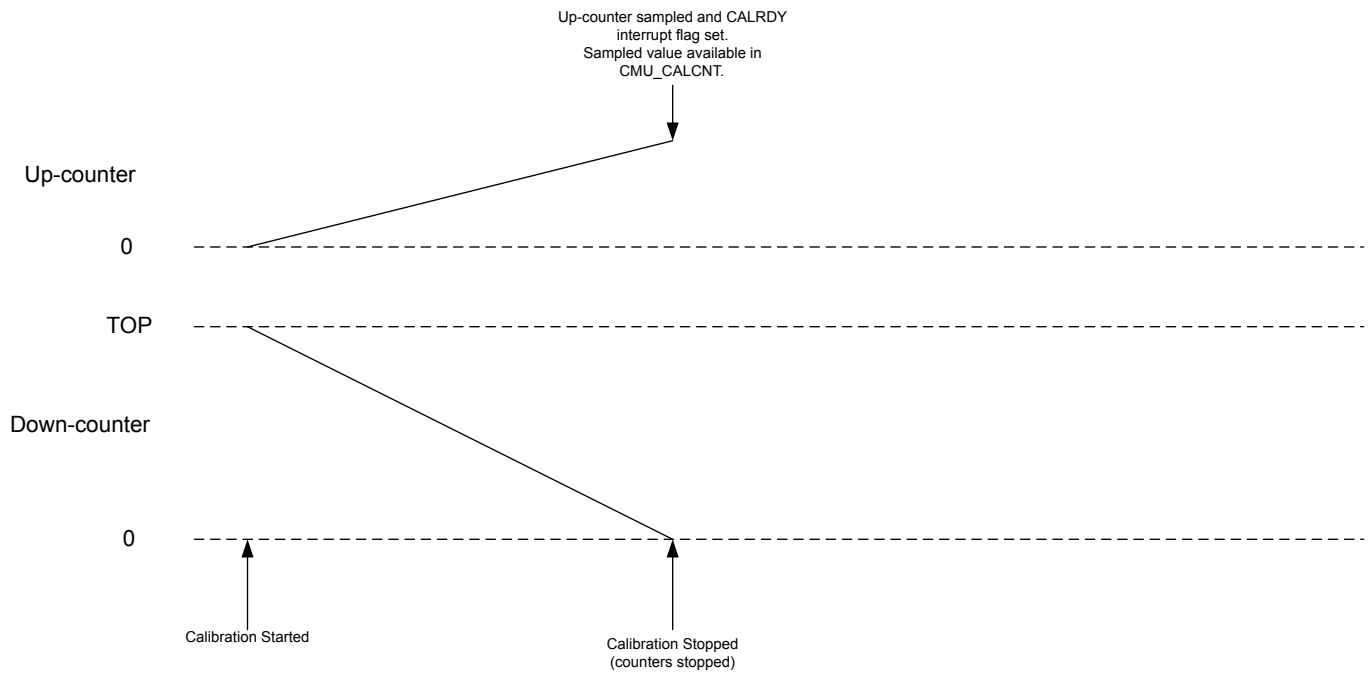 Up-counter sampled and CALRDY
interrupt flag set.
Sampled value available in
CMU_CALCNT.
Up-counter
0
TOP
Down-counter
0
Calibration Started
Calibration Stopped
(counters stopped)